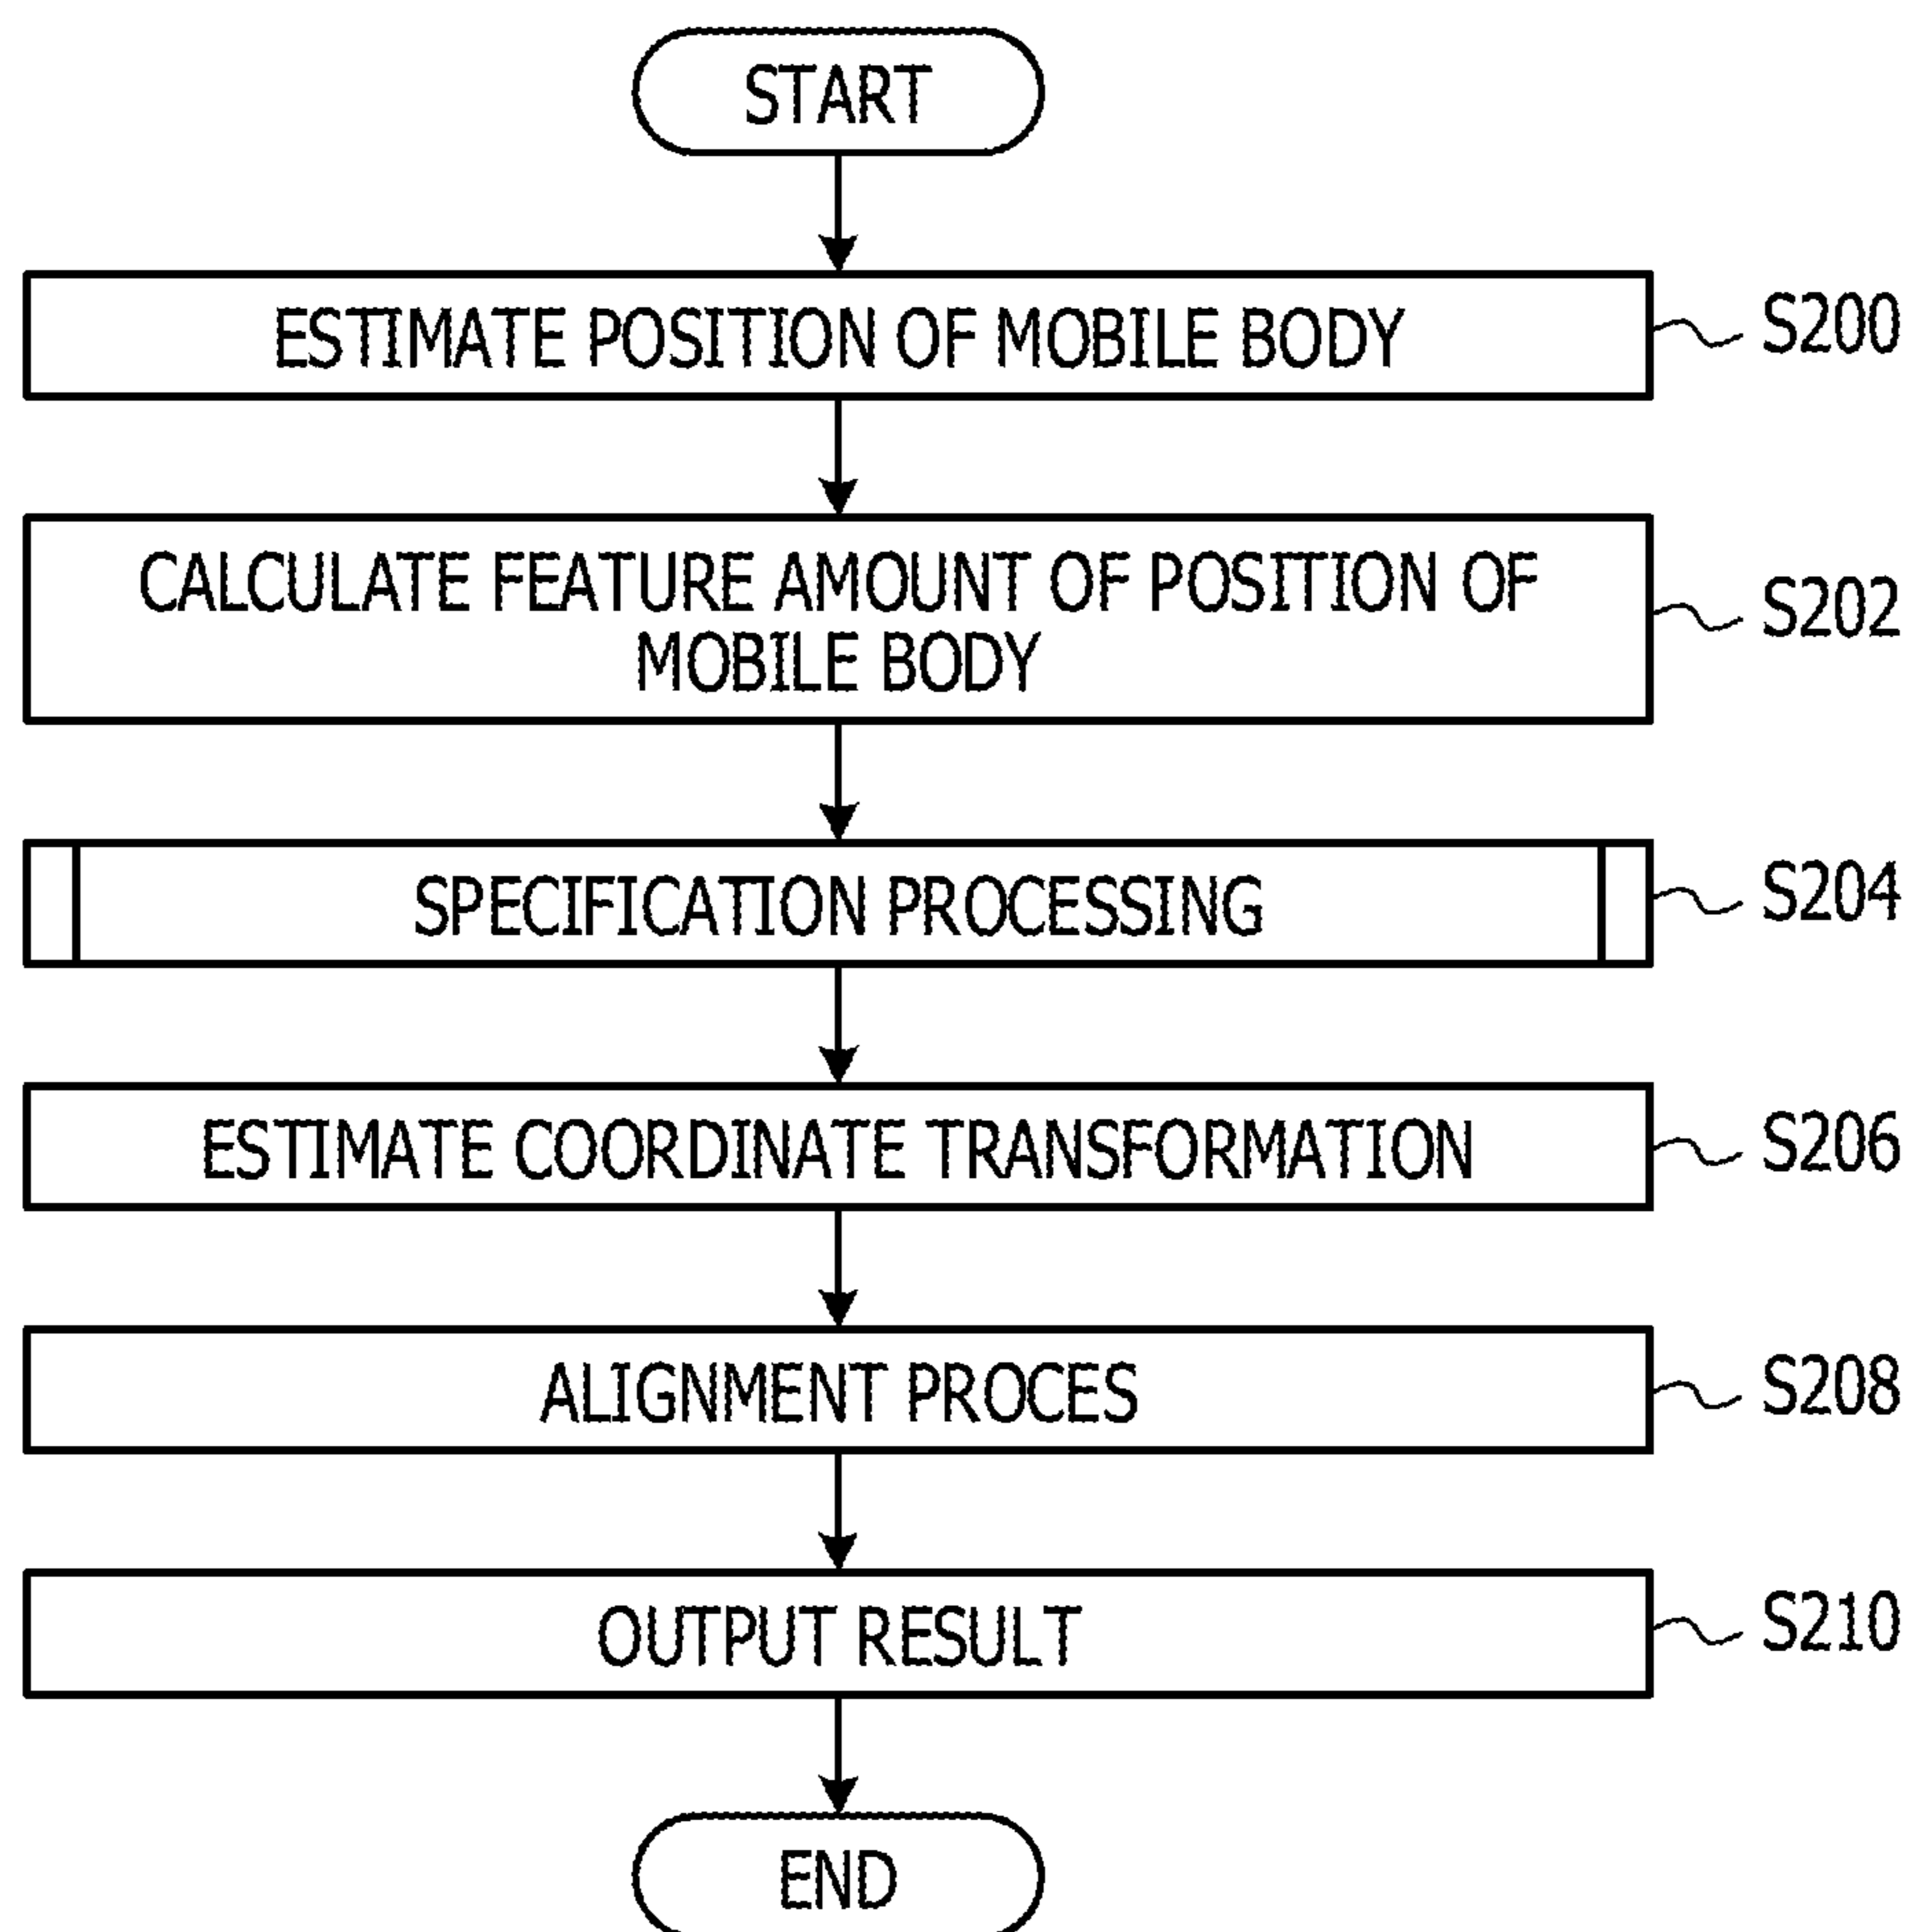 START
ESTIMATE POSITION OF MOBILE BODY
S200
CALCULATE FEATURE AMOUNT OF POSITION OF
MOBILE BODY
S202
SPECIFICATION PROCESSING
S204
ESTIMATE COORDINATE TRANSFORMATION
S206
ALIGNMENT PROCES
S208
OUTPUT RESULT
S210
END